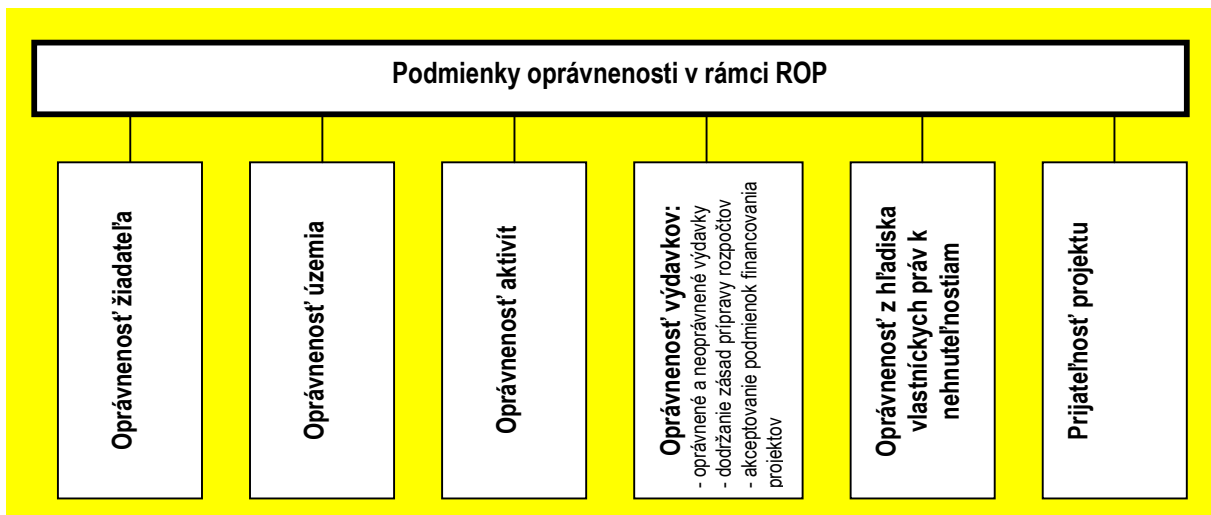 Podmienky oprávnenosti v rámci ROP
Oprávnenosť žiadateľa
Oprávnenosť územia
Oprávnenosť aktivít
Oprávnenosť výdavkov:
- oprávnené a neoprávnené výdavky
- dodržanie zásad prípravy rozpočtov
- akceptovanie podmienok financovania
projektov
Oprávnenosť z hľadiska
vlastníckych práv k
nehnuteľnostiam
Prijateľnosť projektu